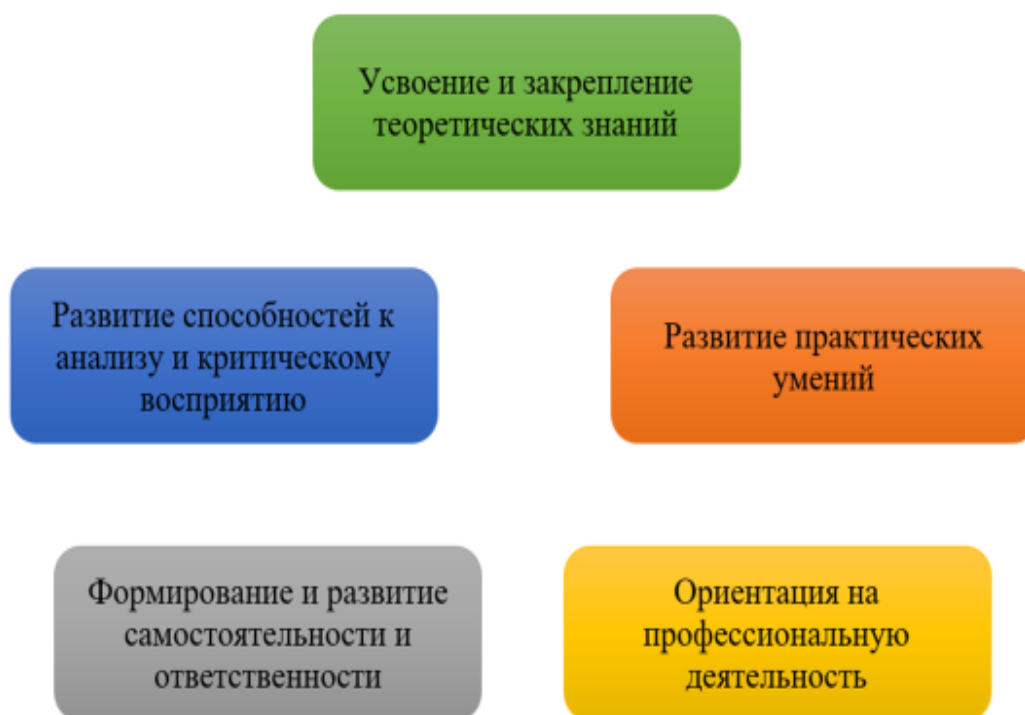 Усвоение и закрепление
теоретических знаний
Развитие способностей к
анализу и критическому
восприятию
Развитие практических
умений
Формирование и развитие
самостоятельности и
ответственности
Ориентация на
профессиональную
деятельность